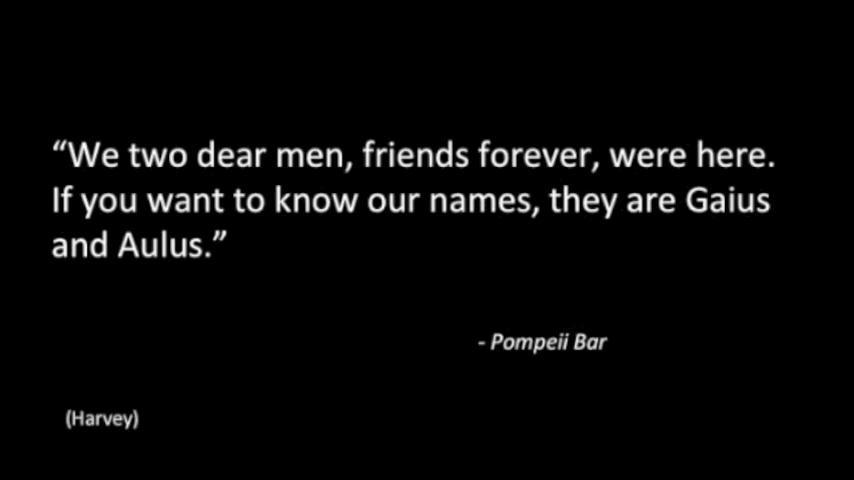 “We two dear men, friends forever, were here.
If you want to know our names, they are Gaius
and Aulus.”
- Pompeii Bar
(Harvey)